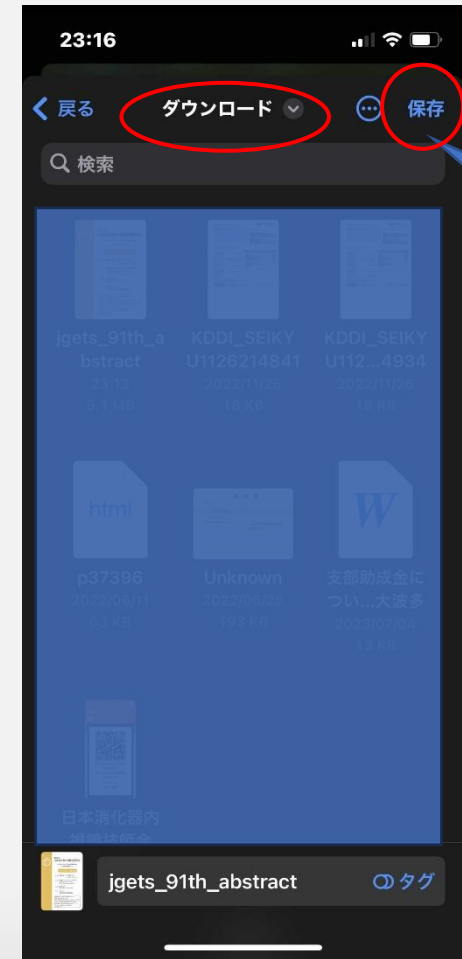 23:16
戻る
ダウンロード
保存
検索
jgets_91th_a
bstract
23:13
5.1 MB
KDDI_SEIKY
U1126214841
2022/11/25
18 KB
KDDI_SEIKY
U112...4934
2022/11/25
18 KB
html
p37396
2022/06/11
Unknown
2022/05/25
193 KB
W
支部助成金に
つい...大波多
2023/07/04
13 KB
日本消化器内
jgets_91th_abstract
タグ